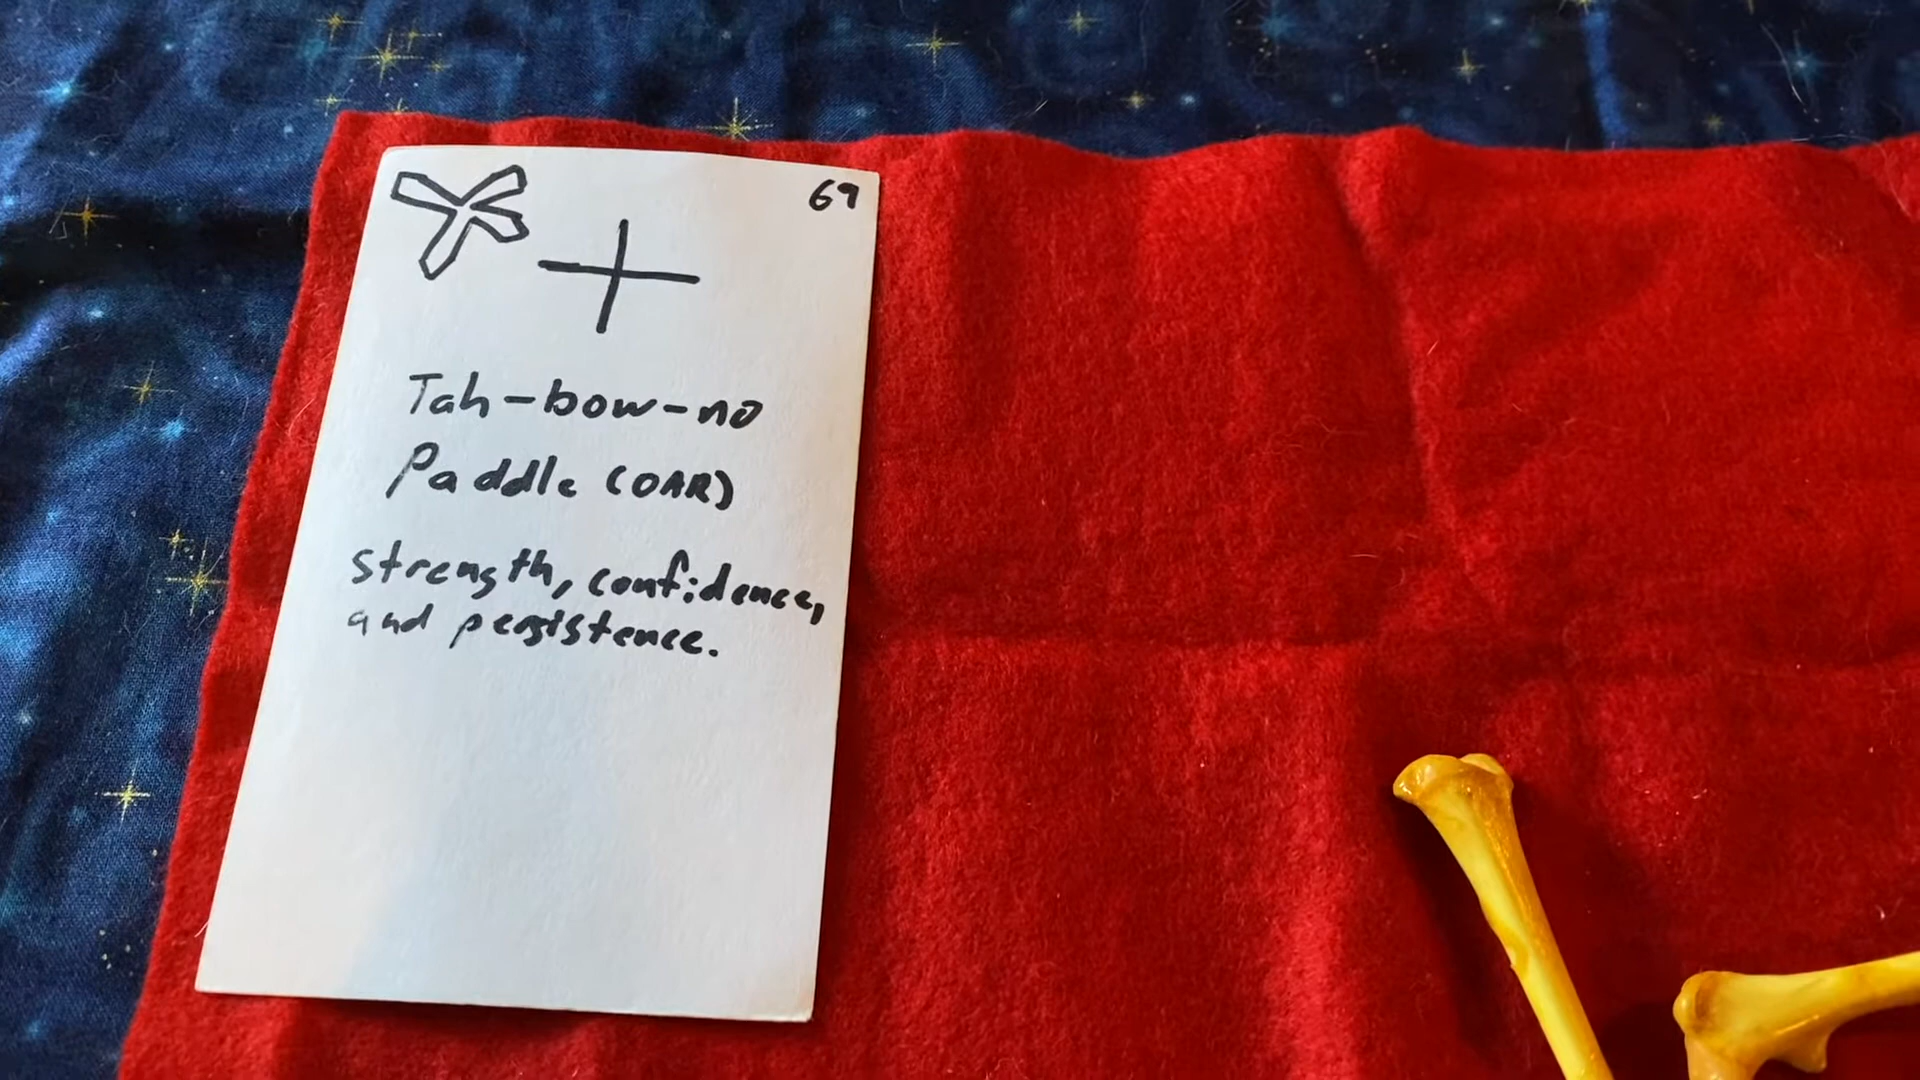 69
Tah-bow-no
Paddle (OAR)
strength, confidence,
and persistence.